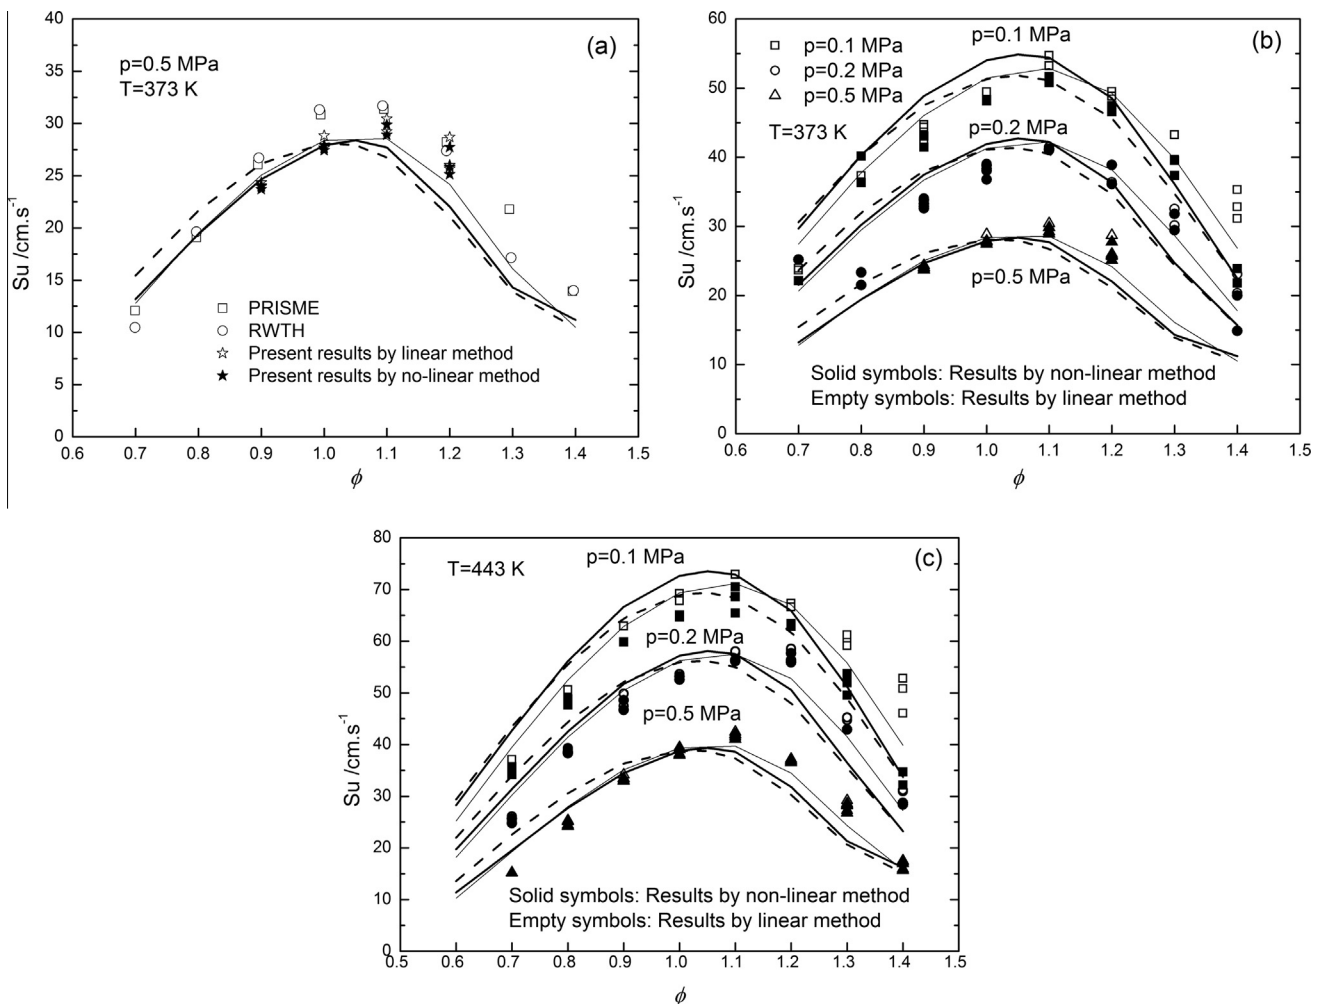 40
35
30
25
20
15
10
5
0
Su /cm.s-1
(a)
p=0.5 MPa
T=373 K
PRISME
RWTH
Present results by linear method
Present results by no-linear method
0.6 0.7 0.8 0.9 1.0 1.1 1.2 1.3 1.4 1.5
ϕ
60
50
40
30
20
10
0
Su /cm.s-1
(b)
p=0.1 MPa
p=0.1 MPa
p=0.2 MPa
p=0.5 MPa
T=373 K
p=0.2 MPa
p=0.5 MPa
Solid symbols: Results by non-linear method
Empty symbols: Results by linear method
0.6 0.7 0.8 0.9 1.0 1.1 1.2 1.3 1.4 1.5
ϕ
80
70
60
50
40
30
20
10
0
Su /cm.s-1
(c)
p=0.1 MPa
T=443 K
p=0.2 MPa
p=0.5 MPa
Solid symbols: Results by non-linear method
Empty symbols: Results by linear method
0.5 0.6 0.7 0.8 0.9 1.0 1.1 1.2 1.3 1.4 1.5
ϕ